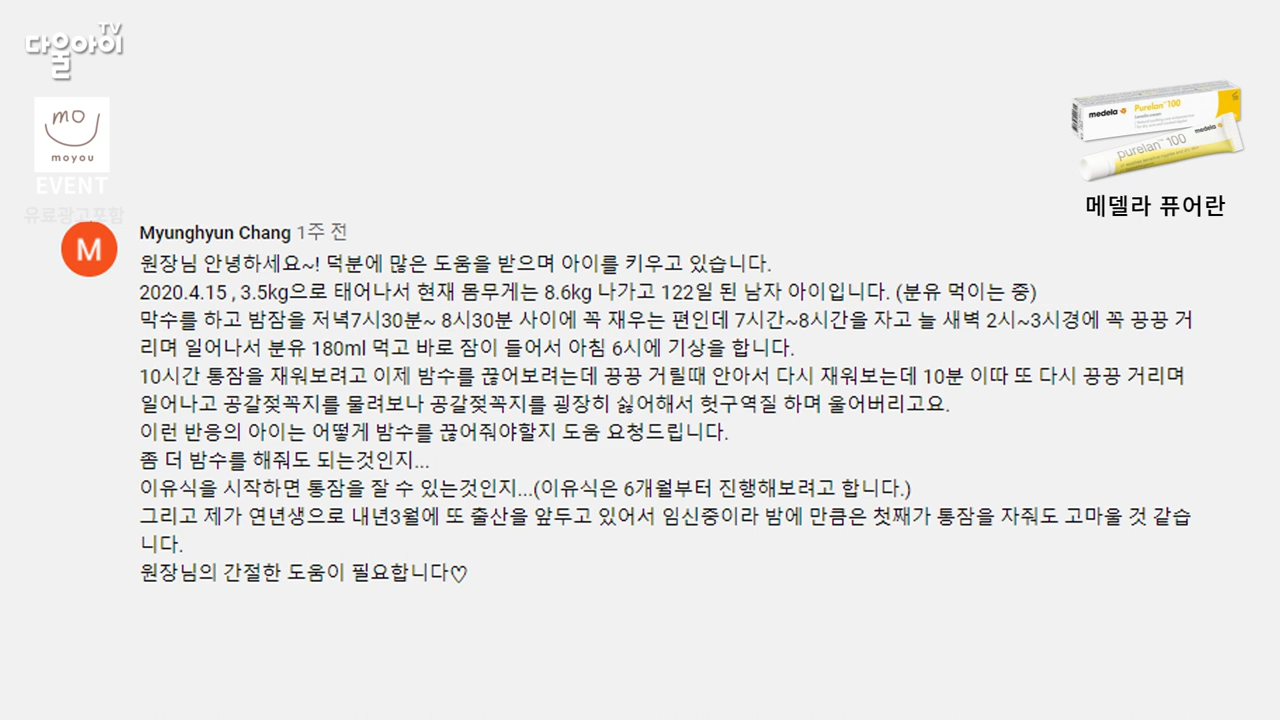 다울아이TV
mo
moyou
EVENT
유료광고포함
medela
Purelan™ 100
purelan™ 100
medela
메델라 퓨어란
M
Myunghyun Chang 1주 전
원장님 안녕하세요~! 덕분에 많은 도움을 받으며 아이를 키우고 있습니다.
2020.4.15 , 3.5kg으로 태어나서 현재 몸무게는 8.6kg 나가고 122일 된 남자 아이입니다. (분유 먹이는 중)
막수를 하고 밤잠을 저녁7시30분~ 8시30분 사이에 꼭 재우는 편인데 7시간~8시간을 자고 늘 새벽 2시~3시경에 꼭 끙끙 거
리며 일어나서 분유 180ml 먹고 바로 잠이 들어서 아침 6시에 기상을 합니다.
10시간 통잠을 재워보려고 이제 밤수를 끊어보려는데 끙끙 거릴때 안아서 다시 재워보는데 10분 이따 또 다시 끙끙 거리며
일어나고 공갈젖꼭지를 물려보나 공갈젖꼭지를 굉장히 싫어해서 헛구역질 하며 울어버리고요.
이런 반응의 아이는 어떻게 밤수를 끊어줘야할지 도움 요청드립니다.
좀 더 밤수를 해줘도 되는것인지...
이유식을 시작하면 통잠을 잘 수 있는것인지...(이유식은 6개월부터 진행해보려고 합니다.)
그리고 제가 연년생으로 내년3월에 또 출산을 앞두고 있어서 임신중이라 밤에 만큼은 첫째가 통잠을 자줘도 고마울 것 같습
니다.
원장님의 간절한 도움이 필요합니다♡